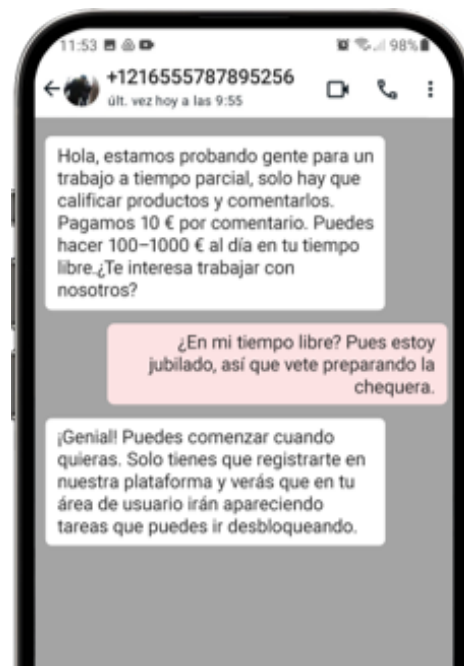 11:53
98%
+1216555787895256
últ. vez hoy a las 9:55
Hola, estamos probando gente para un
trabajo a tiempo parcial, solo hay que
calificar productos y comentarlos.
Pagamos 10 € por comentario. Puedes
hacer 100–1000 € al día en tu tiempo
libre.¿Te interesa trabajar con
nosotros?
¿En mi tiempo libre? Pues estoy
jubilado, así que vete preparando la
chequera.
¡Genial! Puedes comenzar cuando
quieras. Solo tienes que registrarte en
nuestra plataforma y verás que en tu
área de usuario irán apareciendo
tareas que puedes ir desbloqueando.